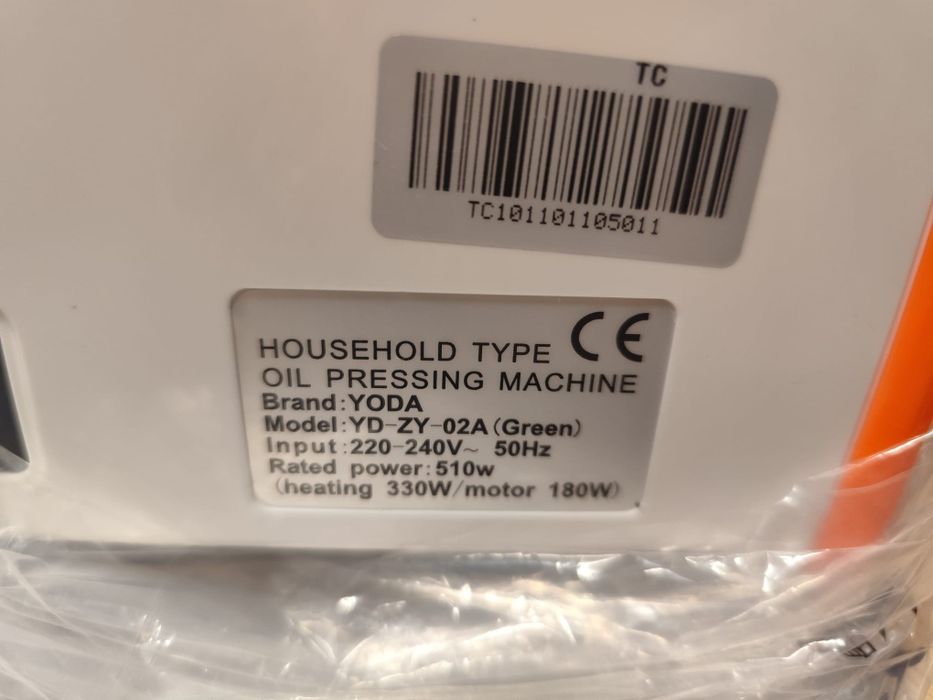 TC
TC101101105011
HOUSEHOLD TYPE CE
OIL PRESSING MACHINE
Brand:YODA
Model:YD-ZY-02A(Green)
Input:220-240V~ 50Hz
Rated power:510w
(heating 330W/motor 180W)